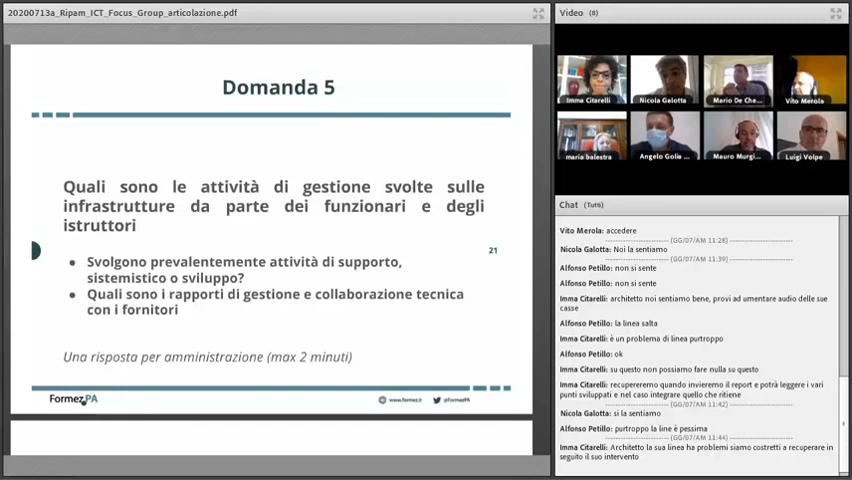 20200713a_Ripam_ICT_Focus_Group_articolazione.pdf
Domanda 5
Quali sono le attività di gestione svolte sulle
infrastrutture da parte dei funzionari e degli
istruttori
21
● Svolgono prevalentemente attività di supporto,
sistemistico o sviluppo?
● Quali sono i rapporti di gestione e collaborazione tecnica
con i fornitori
Una risposta per amministrazione (max 2 minuti)
FormezPA
www.formez.it
@FormezPA
Video (8)
Imma Citarelli
Nicola Galotta
Mario De Che...
Vito Merola
maria balestra
Angelo Golia ...
Mauro Murgi...
Luigi Volpe
Chat (Tutti)
Vito Merola: accedere
------------------- (GG/07/AM 11:28) -------------------
Nicola Galotta: Noi la sentiamo
------------------- (GG/07/AM 11:39) -------------------
Alfonso Petillo: non si sente
Alfonso Petillo: non si sente
Imma Citarelli: architetto noi sentiamo bene, provi ad umentare audio delle sue
casse
Alfonso Petillo: la linea salta
Imma Citarelli: è un problema di linea purtroppo
Alfonso Petillo: ok
Imma Citarelli: su questo non possiamo fare nulla su questo
Imma Citarelli: recupereremo quando invieremo il report e potrà leggere i vari
punti sviluppati e nel caso integrare quello che ritiene
------------------- (GG/07/AM 11:42) -------------------
Nicola Galotta: si la sentiamo
Alfonso Petillo: purtroppo la line è pessima
------------------- (GG/07/AM 11:44) -------------------
Imma Citarelli: Architetto la sua linea ha problemi siamo costretti a recuperare in
seguito il suo intervento